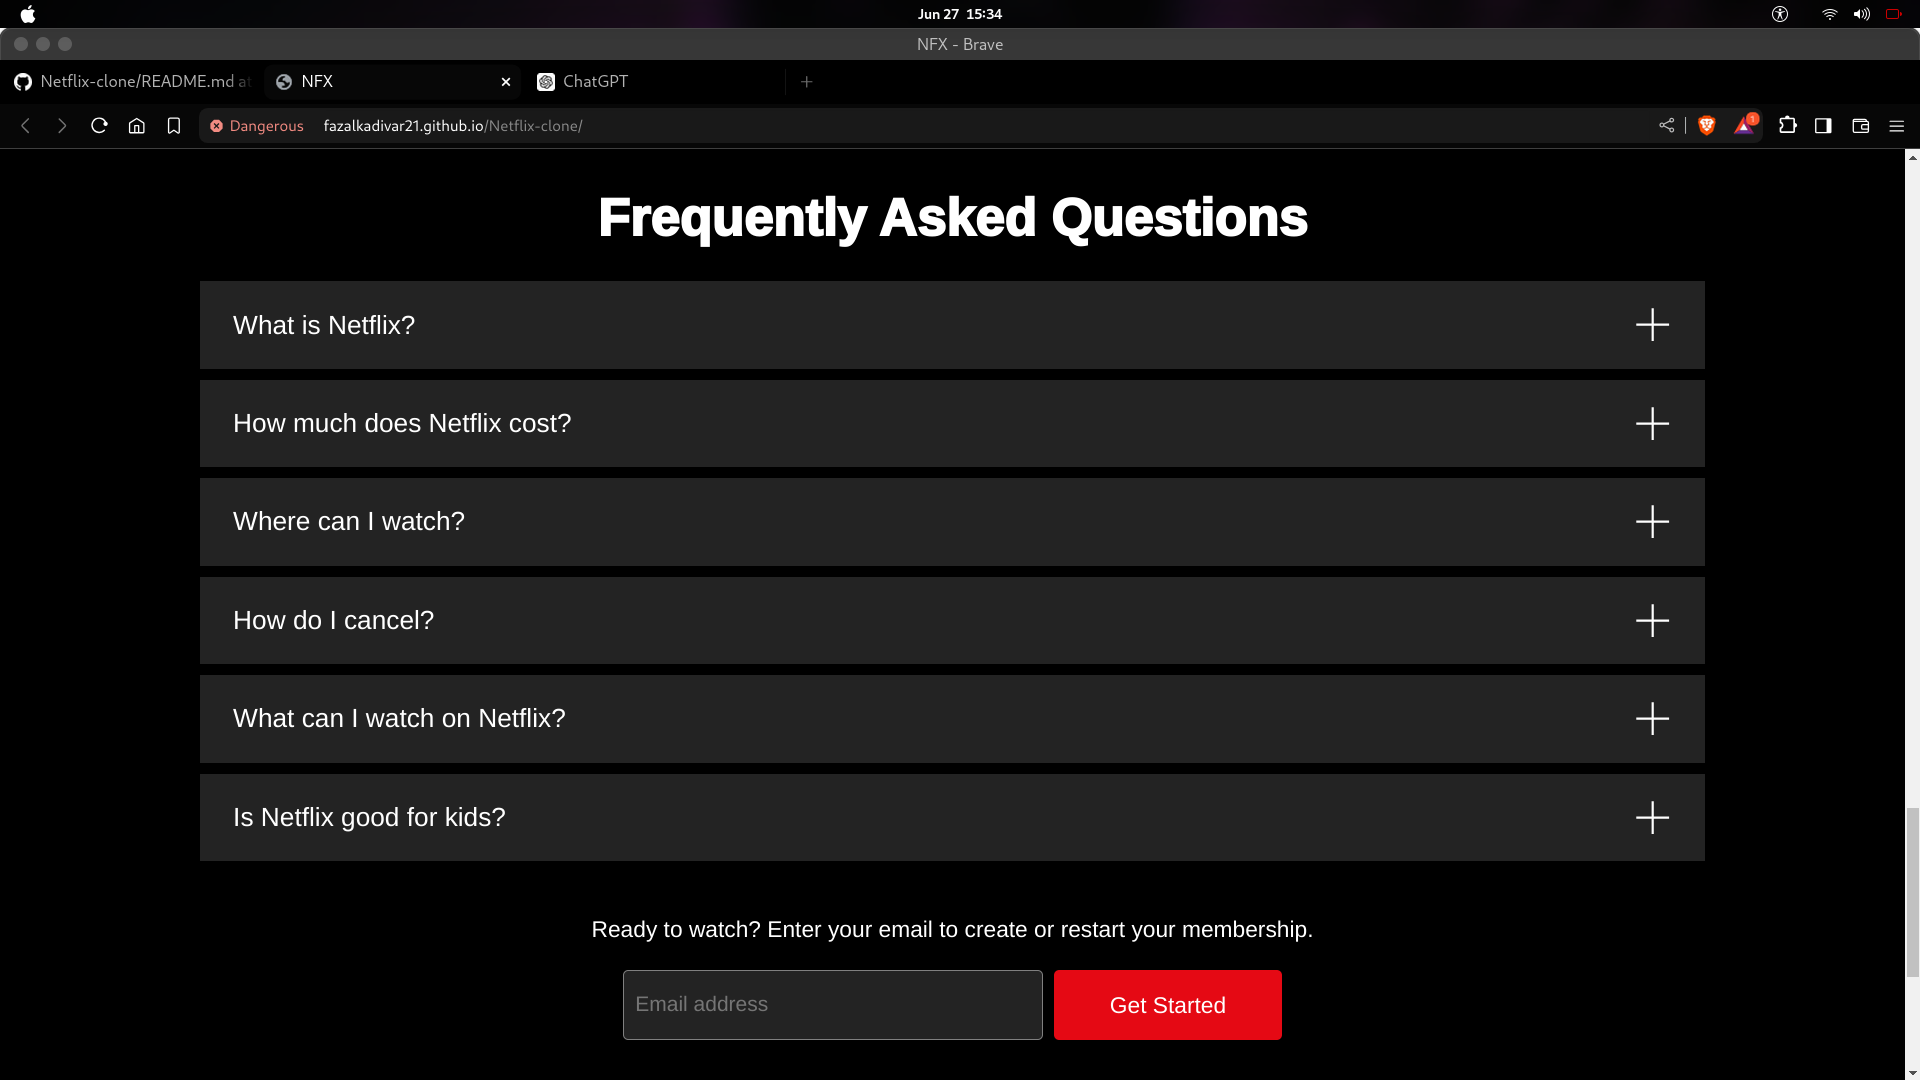 Jun 27 15:34
NFX - Brave
Netflix-clone/README.md at
NFX
ChatGPT
Dangerous fazalkadivar21.github.io/Netflix-clone/
1
Frequently Asked Questions
What is Netflix?
How much does Netflix cost?
Where can I watch?
How do I cancel?
What can I watch on Netflix?
Is Netflix good for kids?
Ready to watch? Enter your email to create or restart your membership.
Email address
Get Started